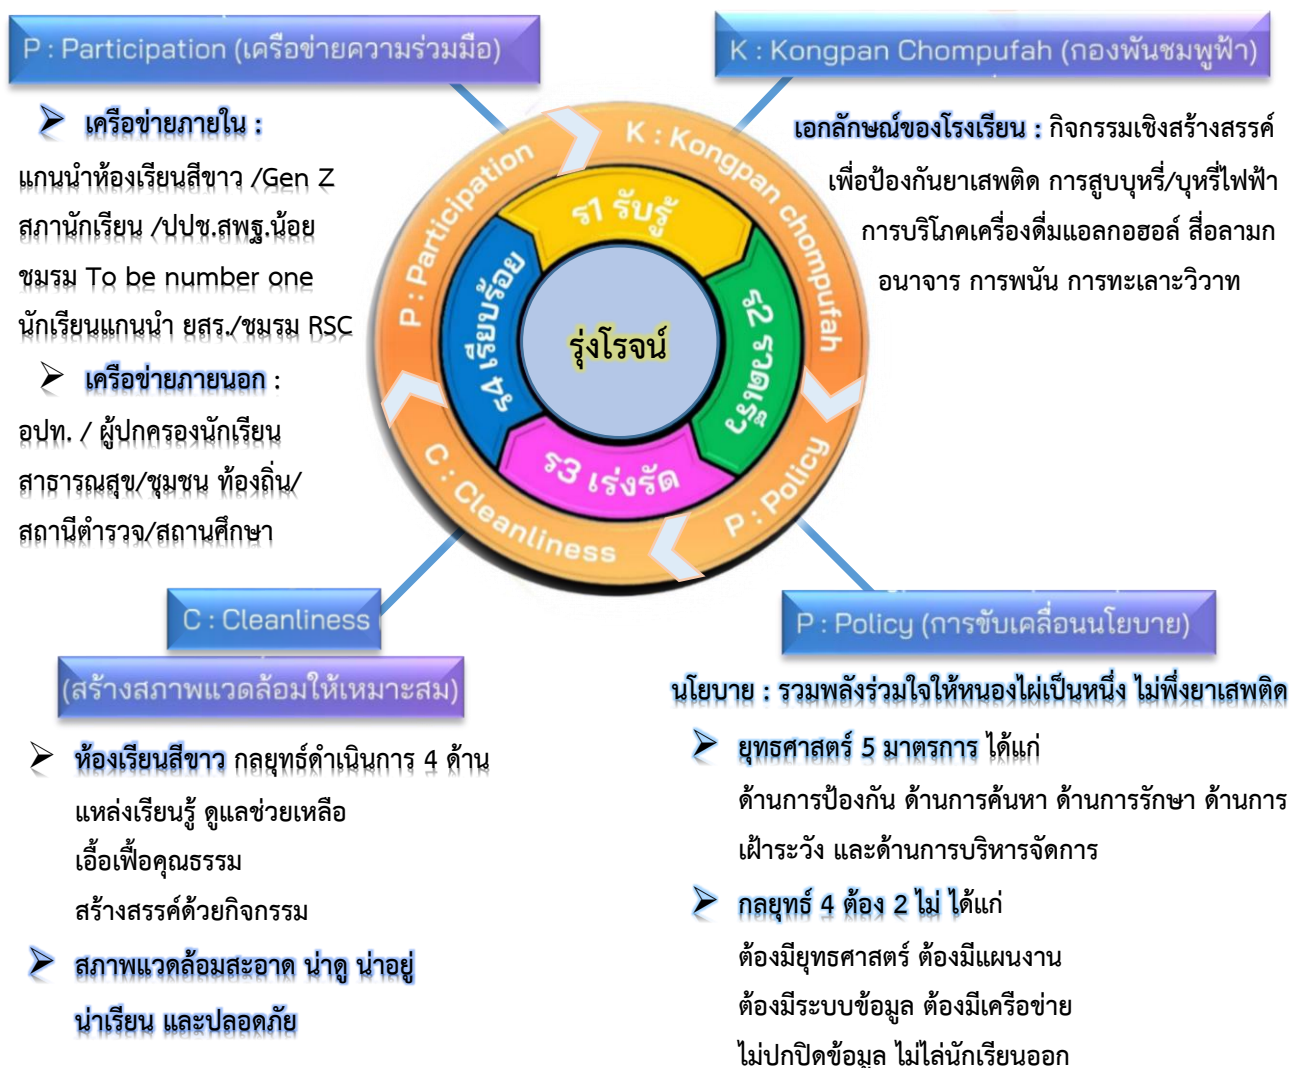 P : Participation (เครือข่ายความร่วมมือ)
➢ เครือข่ายภายใน :
แกนนำห้องเรียนสีขาว /Gen Z
สภานักเรียน /ปปช.สพฐ.น้อย
ชมรม To be number one
นักเรียนแกนนำ ยสร./ชมรม RSC
➢ เครือข่ายภายนอก :
อปท. / ผู้ปกครองนักเรียน
สาธารณสุข/ชุมชน ท้องถิ่น/
สถานีตำรวจ/สถานศึกษา
K : Kongpan Chompufah (กองพันชมพูฟ้า)
เอกลักษณ์ของโรงเรียน : กิจกรรมเชิงสร้างสรรค์
เพื่อป้องกันยาเสพติด การสูบบุหรี่/บุหรี่ไฟฟ้า
การบริโภคเครื่องดื่มแอลกอฮอล์ สื่อลามก
อนาจาร การพนัน การทะเลาะวิวาท
P : Participation
K : Kongpan chompufah
P : Policy
C : Cleanliness
ร1 รับรู้
ร2 รวดเร็ว
ร3 เร่งรัด
ร4 เรียบร้อย
รุ่งโรจน์
C : Cleanliness
(สร้างสภาพแวดล้อมให้เหมาะสม)
➢ ห้องเรียนสีขาว กลยุทธ์ดำเนินการ 4 ด้าน
แหล่งเรียนรู้ ดูแลช่วยเหลือ
เอื้อเฟื้อคุณธรรม
สร้างสรรค์ด้วยกิจกรรม
➢ สภาพแวดล้อมสะอาด น่าดู น่าอยู่
น่าเรียน และปลอดภัย
P : Policy (การขับเคลื่อนนโยบาย)
นโยบาย : รวมพลังร่วมใจให้หนองไผ่เป็นหนึ่ง ไม่พึ่งยาเสพติด
➢ ยุทธศาสตร์ 5 มาตรการ ได้แก่
ด้านการป้องกัน ด้านการค้นหา ด้านการรักษา ด้านการ
เฝ้าระวัง และด้านการบริหารจัดการ
➢ กลยุทธ์ 4 ต้อง 2 ไม่ ได้แก่
ต้องมียุทธศาสตร์ ต้องมีแผนงาน
ต้องมีระบบข้อมูล ต้องมีเครือข่าย
ไม่ปกปิดข้อมูล ไม่ไล่นักเรียนออก